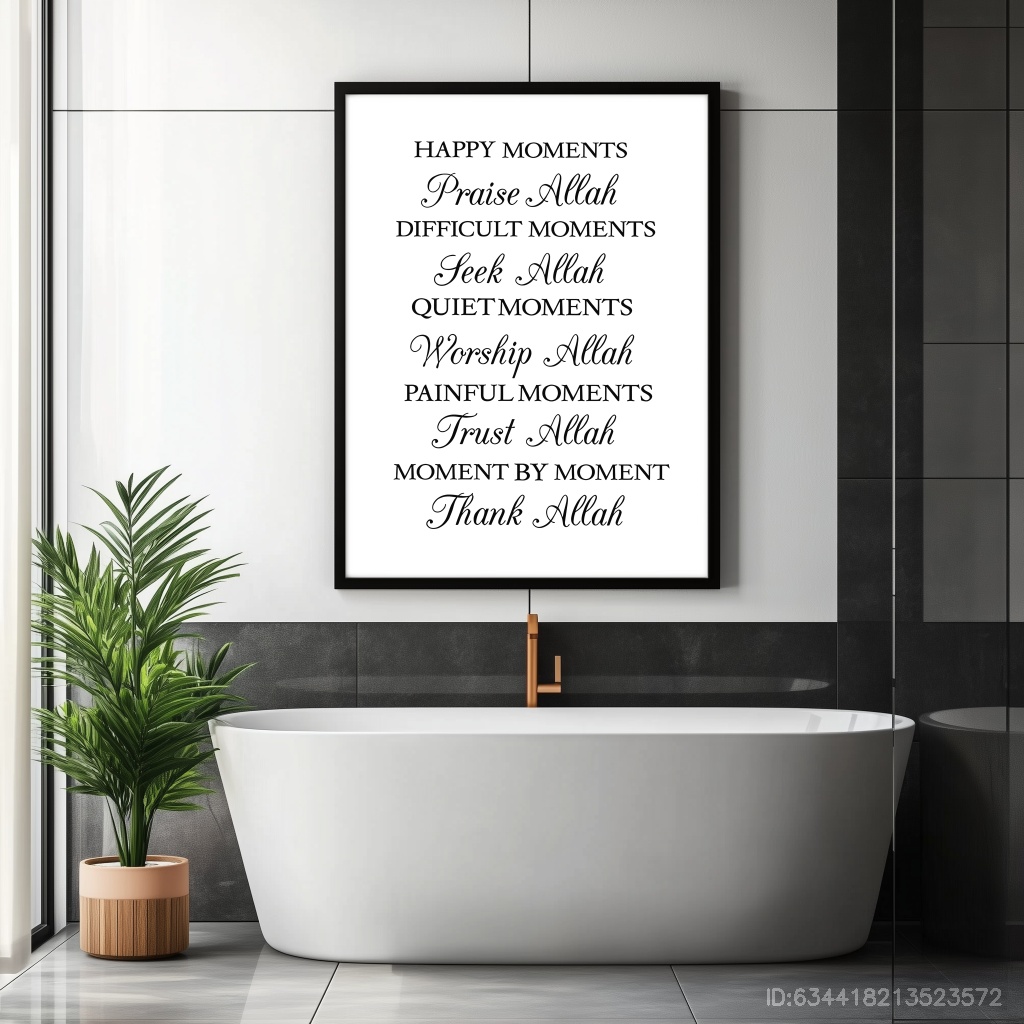 HAPPY MOMENTS
Praise Allah
DIFFICULT MOMENTS
Seek Allah
QUIET MOMENTS
Worship Allah
PAINFUL MOMENTS
Trust Allah
MOMENT BY MOMENT
Thank Allah
ID:634418213523572